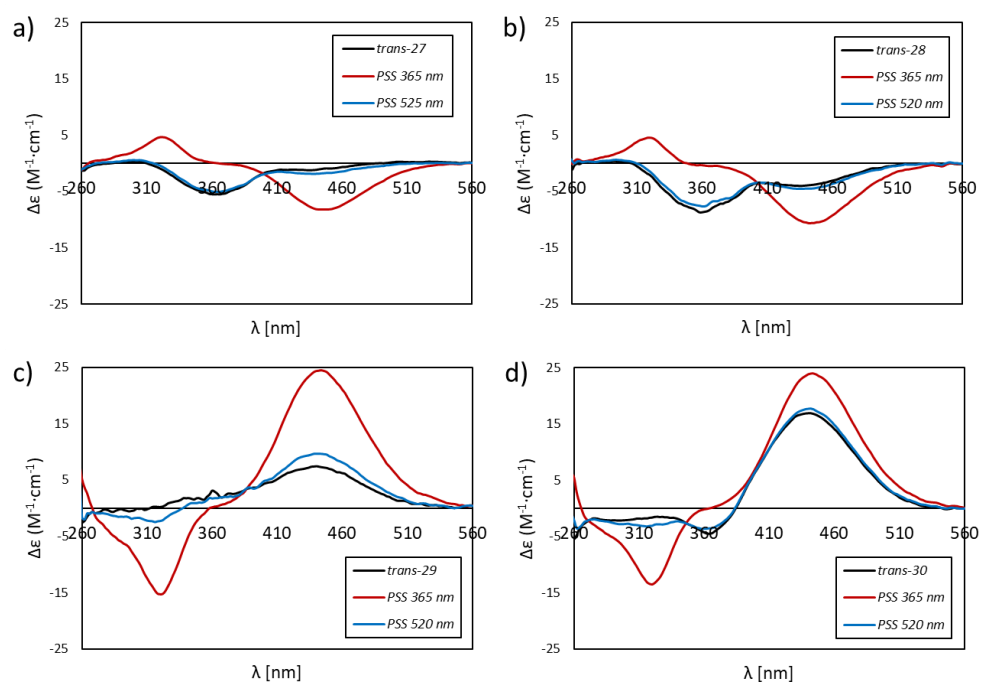 a)
25
15
5
-5
-15
-25
260 310 360 410 460 510 560
Δε (M⁻¹·cm⁻¹)
λ [nm]
trans-27
PSS 365 nm
PSS 525 nm
b)
25
15
5
-5
-15
-25
260 310 360 410 460 510 560
Δε (M⁻¹·cm⁻¹)
λ [nm]
trans-28
PSS 365 nm
PSS 520 nm
c)
25
15
5
-5
-15
-25
260 310 360 410 460 510 560
Δε (M⁻¹·cm⁻¹)
λ [nm]
trans-29
PSS 365 nm
PSS 520 nm
d)
25
15
5
-5
-15
-25
260 310 360 410 460 510 560
Δε (M⁻¹·cm⁻¹)
λ [nm]
trans-30
PSS 365 nm
PSS 520 nm